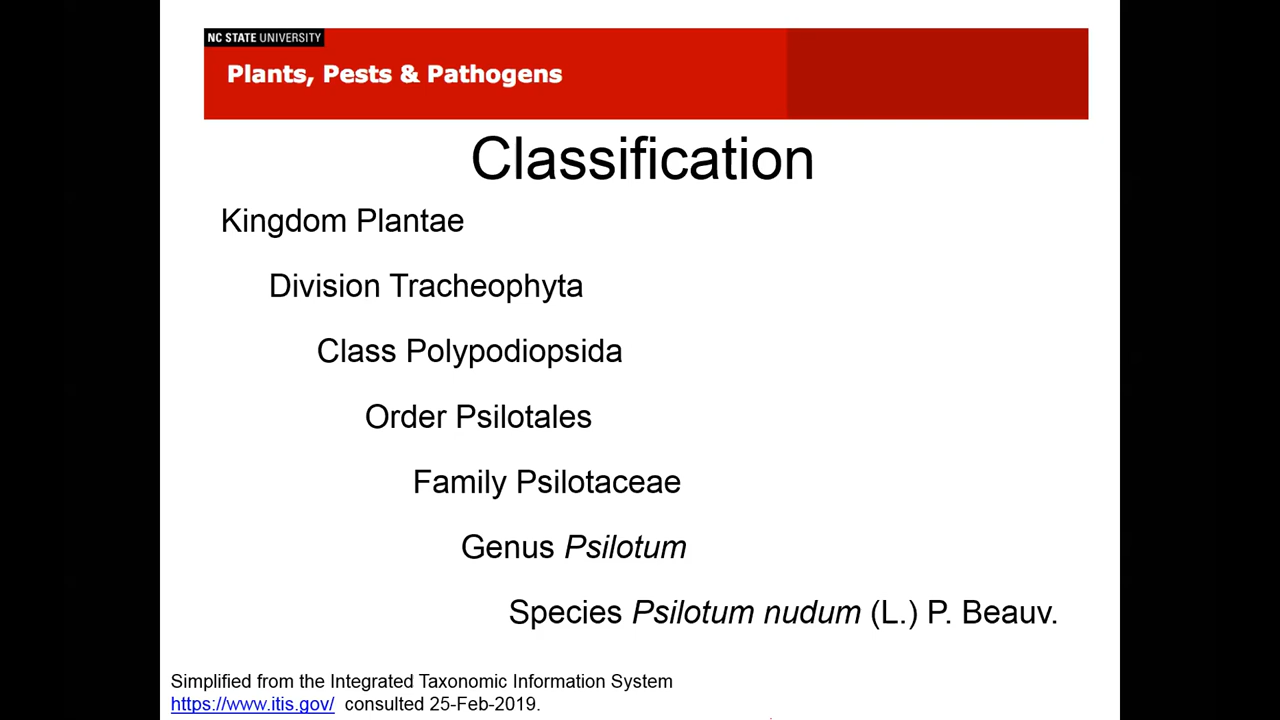 NC STATE UNIVERSITY
Plants, Pests & Pathogens
Classification
Kingdom Plantae
Division Tracheophyta
Class Polypodiopsida
Order Psilotales
Family Psilotaceae
Genus Psilotum
Species Psilotum nudum (L.) P. Beauv.
Simplified from the Integrated Taxonomic Information System
https://www.itis.gov/ consulted 25-Feb-2019.